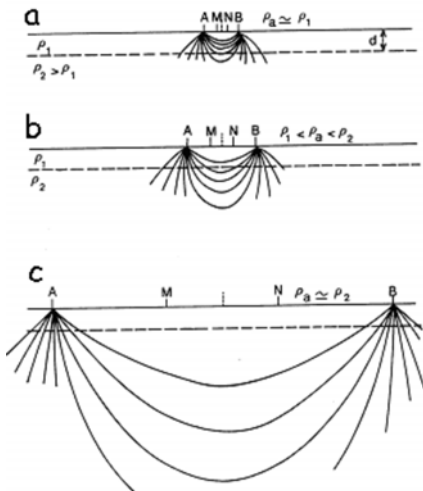 a
A M N B ρₐ ≃ ρ₁
ρ₁ d
ρ₂ > ρ₁
b
A M N B ρ₁ < ρₐ < ρ₂
ρ₁
ρ₂
c
A M N ρₐ ≃ ρ₂ B